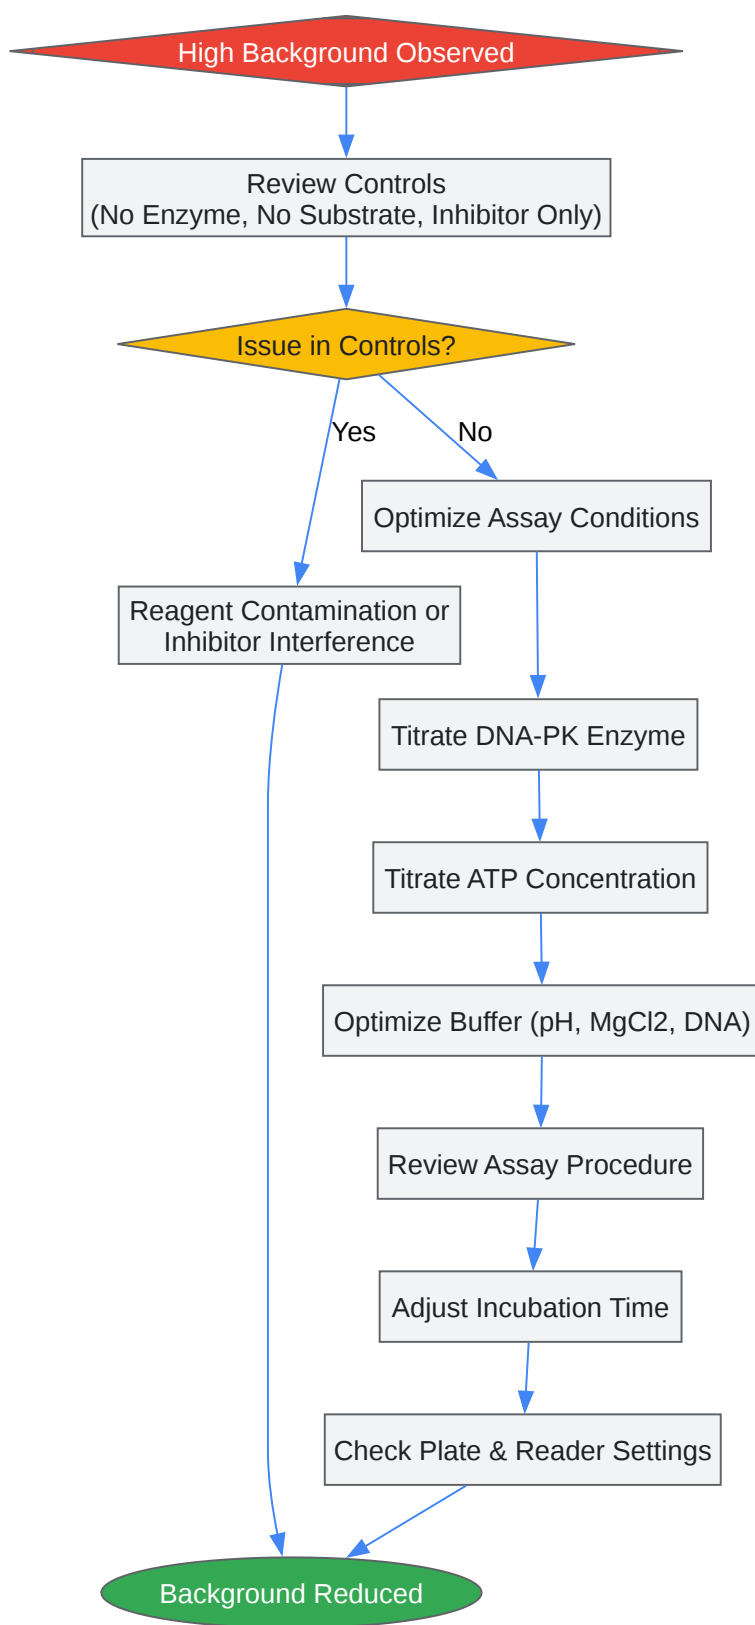 High Background Observed
Review Controls
(No Enzyme, No Substrate, Inhibitor Only)
Issue in Controls?
Yes
No
Optimize Assay Conditions
Reagent Contamination or
Inhibitor Interference
Titrate DNA-PK Enzyme
Titrate ATP Concentration
Optimize Buffer (pH, MgCl2, DNA)
Review Assay Procedure
Adjust Incubation Time
Check Plate & Reader Settings
Background Reduced